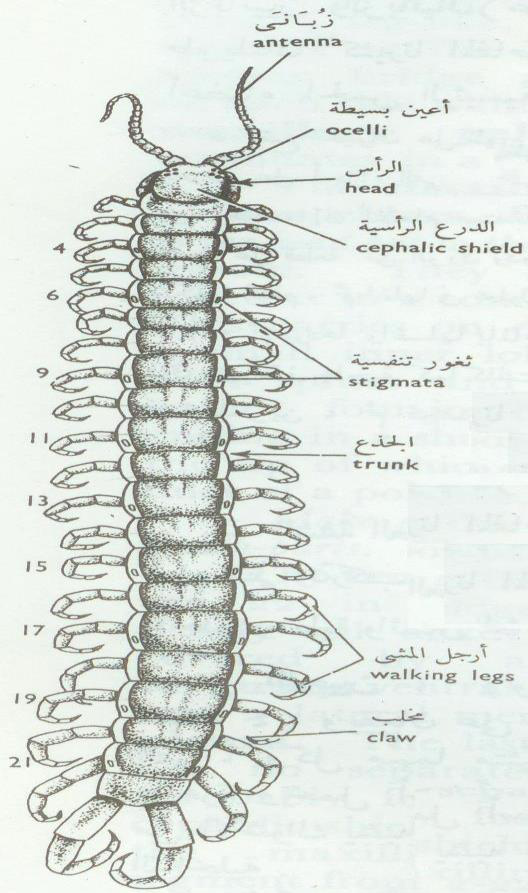 زُبَانَى
antenna
أعين بسيطة
ocelli
الرأس
head
الدرع الرأسية
cephalic shield
4
6
ثغور تنفسية
stigmata
9
11
الجذع
trunk
13
15
17
أرجل المشى
walking legs
19
مخلب
claw
21